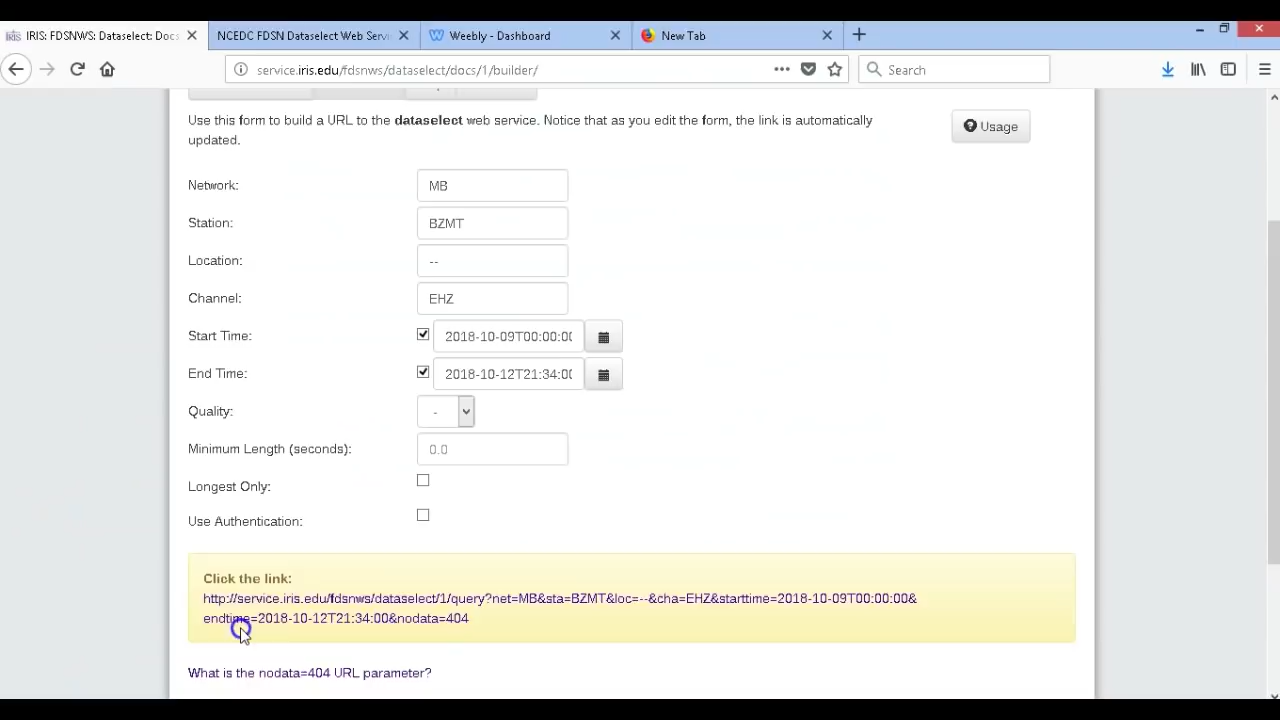 IRIS: FDSNWS: Dataselect: Docs
NCEDC FDSN Dataselect Web Servi
Weebly - Dashboard
New Tab
service.iris.edu/fdsnws/dataselect/docs/1/builder/
Search
Use this form to build a URL to the dataselect web service. Notice that as you edit the form, the link is automatically
updated.
Usage
Network: MB
Station: BZMT
Location: --
Channel: EHZ
Start Time: 2018-10-09T00:00:00
End Time: 2018-10-12T21:34:00
Quality: -
Minimum Length (seconds): 0.0
Longest Only:
Use Authentication:
Click the link:
http://service.iris.edu/fdsnws/dataselect/1/query?net=MB&sta=BZMT&loc=--&cha=EHZ&starttime=2018-10-09T00:00:00&
endtime=2018-10-12T21:34:00&nodata=404
What is the nodata=404 URL parameter?